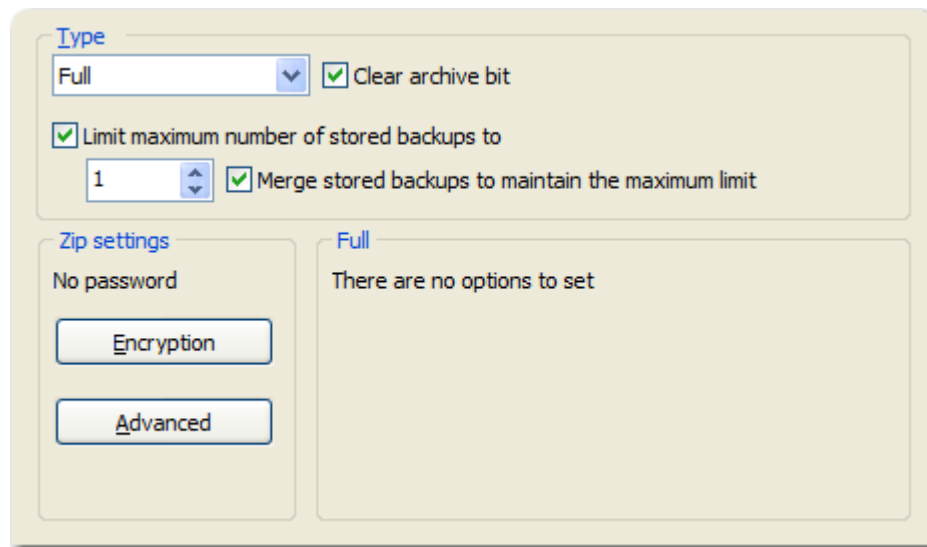 Type
Full
Clear archive bit
Limit maximum number of stored backups to
1
Merge stored backups to maintain the maximum limit
Zip settings
No password
Encryption
Advanced
Full
There are no options to set